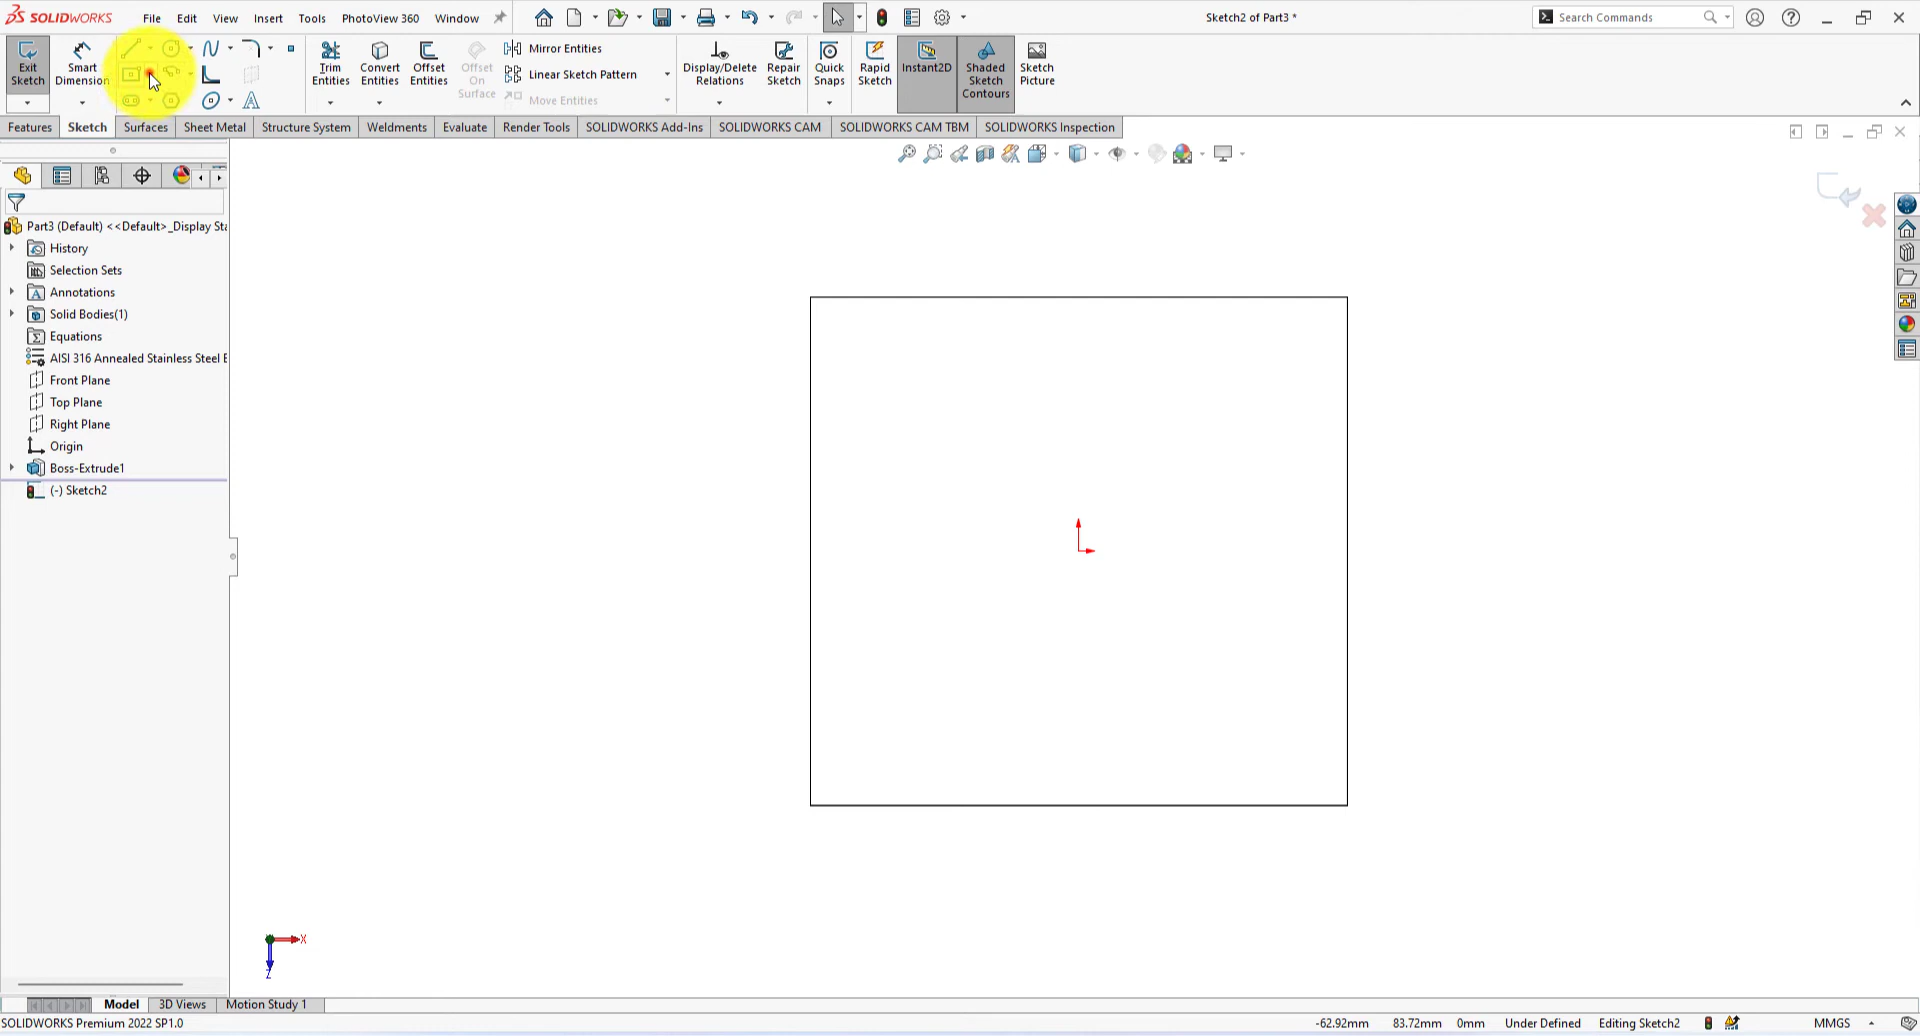 SOLIDWORKS File Edit View Insert Tools PhotoView 360 Window
Sketch2 of Part3 *
Search Commands
Exit Sketch
Smart Dimension
Trim Entities
Convert Entities
Offset Entities
Offset On Surface
Mirror Entities
Linear Sketch Pattern
Move Entities
Display/Delete Relations
Repair Sketch
Quick Snaps
Rapid Sketch
Instant2D
Shaded Sketch Contours
Sketch Picture
Features Sketch Surfaces Sheet Metal Structure System Weldments Evaluate Render Tools SOLIDWORKS Add-Ins SOLIDWORKS CAM SOLIDWORKS CAM TBM SOLIDWORKS Inspection
Part3 (Default) <<Default>_Display Sta
History
Selection Sets
Annotations
Solid Bodies(1)
Equations
AISI 316 Annealed Stainless Steel B
Front Plane
Top Plane
Right Plane
Origin
Boss-Extrude1
(-) Sketch2
X
Z
Model 3D Views Motion Study 1
SOLIDWORKS Premium 2022 SP1.0
-62.92mm 83.72mm 0mm Under Defined Editing Sketch2 MMGS